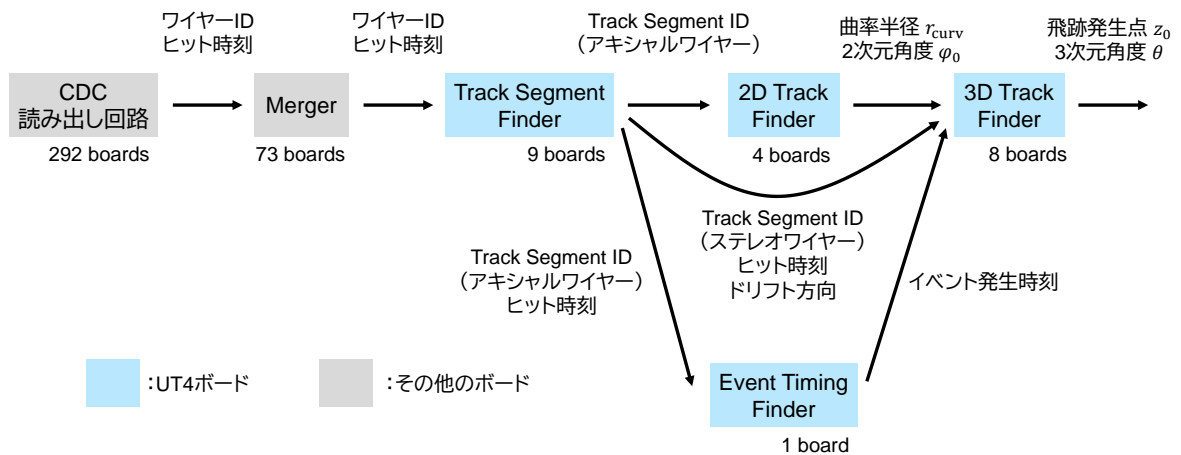 ワイヤーID
ヒット時刻
ワイヤーID
ヒット時刻
Track Segment ID
（アキシャルワイヤー）
曲率半径 r_curv
2次元角度 φ_0
飛跡発生点 z_0
3次元角度 θ
CDC
読み出し回路
292 boards
Merger
73 boards
Track Segment
Finder
9 boards
2D Track
Finder
4 boards
3D Track
Finder
8 boards
Track Segment ID
（アキシャルワイヤー）
ヒット時刻
Track Segment ID
（ステレオワイヤー）
ヒット時刻
ドリフト方向
イベント発生時刻
:UT4ボード
:その他のボード
Event Timing
Finder
1 board